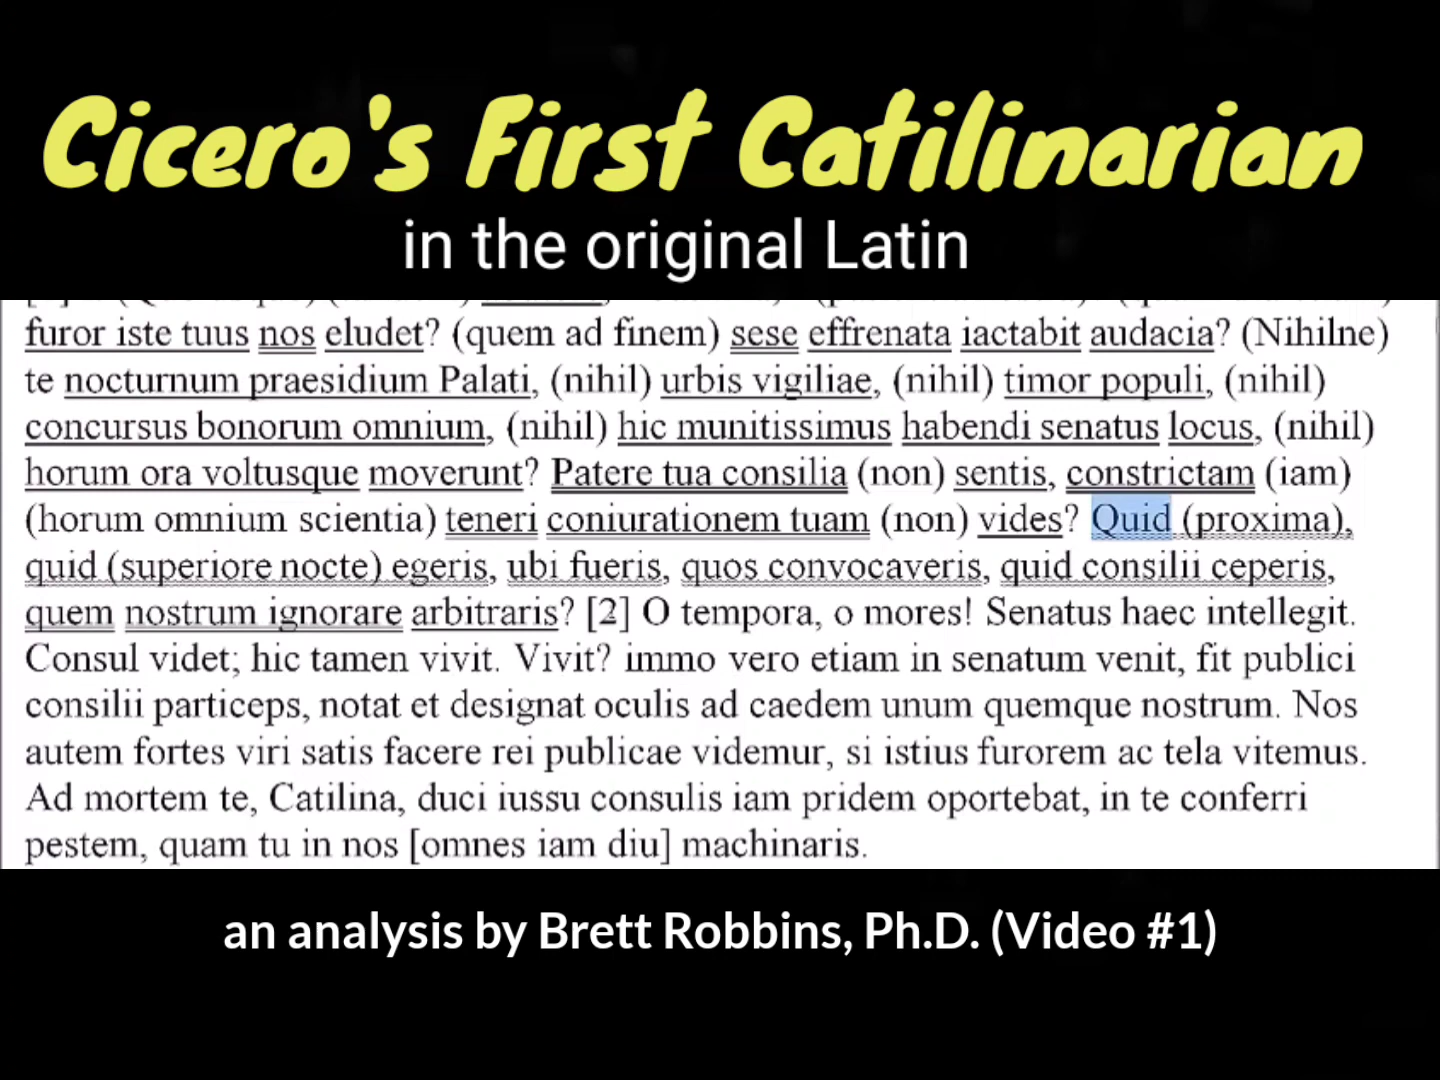 Cicero's First Catilinarian
in the original Latin
furor iste tuus nos eludet? (quem ad finem) sese effrenata iactabit audacia? (Nihilne)
te nocturnum praesidium Palati, (nihil) urbis vigiliae, (nihil) timor populi, (nihil)
concursus bonorum omnium, (nihil) hic munitissimus habendi senatus locus, (nihil)
horum ora voltusque moverunt? Patere tua consilia (non) sentis, constrictam (iam)
(horum omnium scientia) teneri coniurationem tuam (non) vides? Quid (proxima),
quid (superiore nocte) egeris, ubi fueris, quos convocaveris, quid consilii ceperis,
quem nostrum ignorare arbitraris? [2] O tempora, o mores! Senatus haec intellegit.
Consul videt; hic tamen vivit. Vivit? immo vero etiam in senatum venit, fit publici
consilii particeps, notat et designat oculis ad caedem unum quemque nostrum. Nos
autem fortes viri satis facere rei publicae videmur, si istius furorem ac tela vitemus.
Ad mortem te, Catilina, duci iussu consulis iam pridem oportebat, in te conferri
pestem, quam tu in nos [omnes iam diu] machinaris.
an analysis by Brett Robbins, Ph.D. (Video #1)